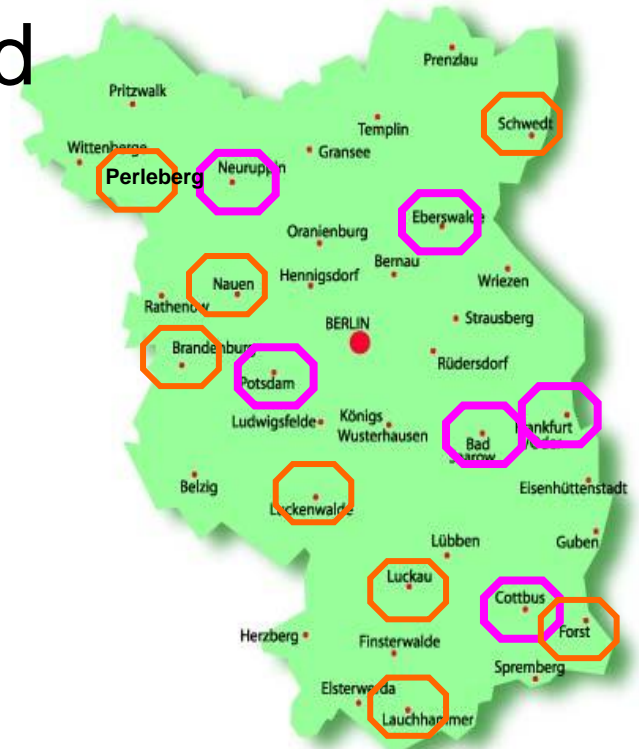 d
Prenzlau
Pritzwalk
Schwedt
Templin
Wittenberge
Gransee
Perleberg
Neuruppin
Eberswalde
Oranienburg
Bernau
Hennigsdorf
Nauen
Wriezen
Rathenow
BERLIN
Strausberg
Brandenburg
Rüdersdorf
Potsdam
Ludwigsfelde
Königs
Wusterhausen
Frankfurt
/Oder
Bad
Saarow
Belzig
Eisenhüttenstadt
Luckenwalde
Lübben
Guben
Luckau
Cottbus
Forst
Herzberg
Finsterwalde
Spremberg
Elsterwerda
Lauchhammer